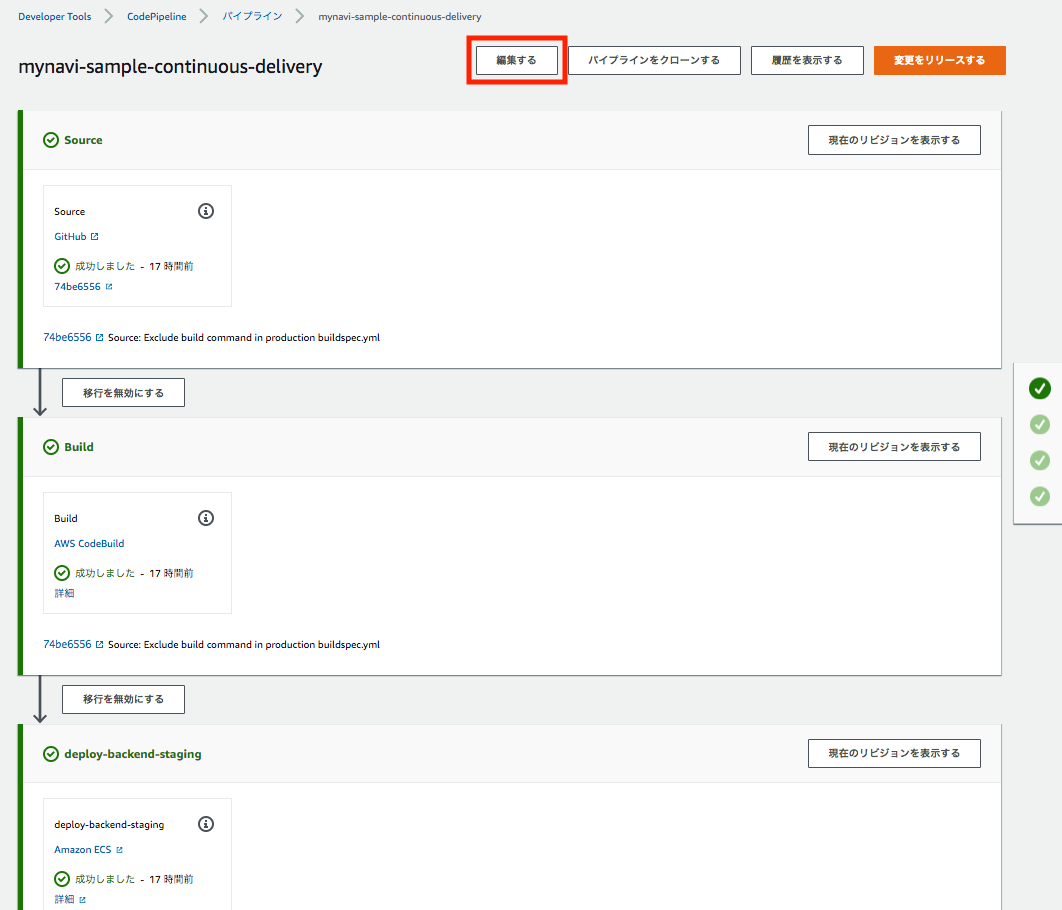 Developer Tools CodePipeline パイプライン mynavi-sample-continuous-delivery
mynavi-sample-continuous-delivery
編集する パイプラインをクローンする 履歴を表示する 変更をリリースする
Source 現在のリビジョンを表示する
Source
GitHub
成功しました - 17 時間前
74be6556
74be6556 Source: Exclude build command in production buildspec.yml
移行を無効にする
Build 現在のリビジョンを表示する
Build
AWS CodeBuild
成功しました - 17 時間前
詳細
74be6556 Source: Exclude build command in production buildspec.yml
移行を無効にする
deploy-backend-staging 現在のリビジョンを表示する
deploy-backend-staging
Amazon ECS
成功しました - 17 時間前
詳細